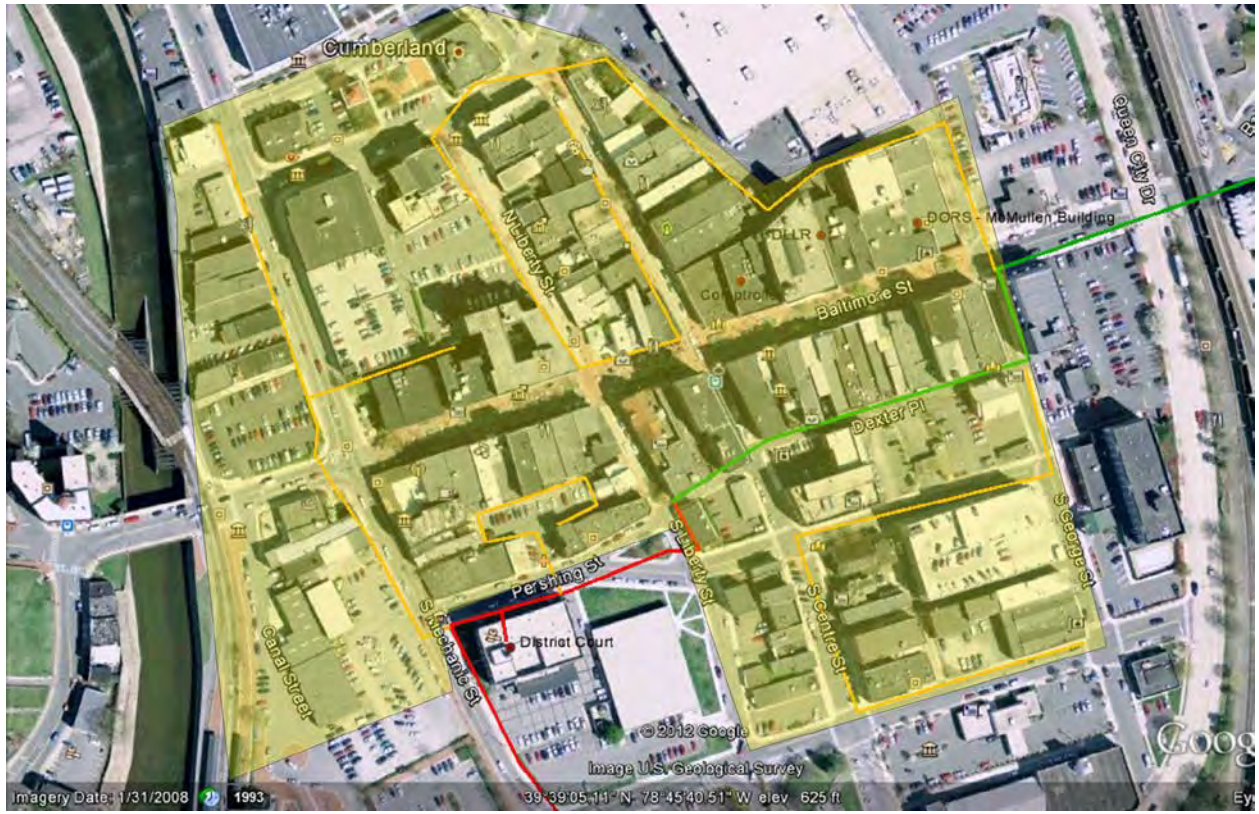 Cumberland
Queen City Dr
DORS - McMullen Building
DLLR
N Liberty St
Baltimore St
Dexter Pl
S Liberty St
S George St
Pershing St
S Centre St
District Court
S Mechanic St
Canal Street
© 2012 Google
Image U.S. Geological Survey
Imagery Date: 1/31/2008
1993
39°39'05.11" N 78°45'40.51" W elev 625 ft